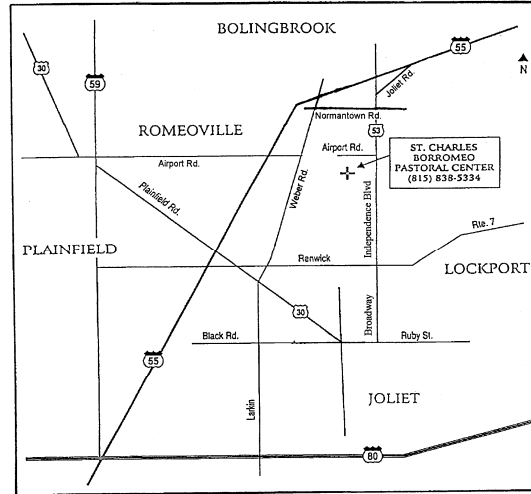 BOLINGBROOK
55
30
59
N
Joliet Rd.
Normantown Rd.
53
ROMEOVILLE
Airport Rd.
Airport Rd.
ST. CHARLES
BORROMEO
PASTORAL CENTER
(815) 838-5334
Weber Rd.
Plainfield Rd.
Independence Blvd
Rte. 7
PLAINFIELD
Renwick
LOCKPORT
30
Broadway
Black Rd.
Ruby St.
55
Larkin
JOLIET
80